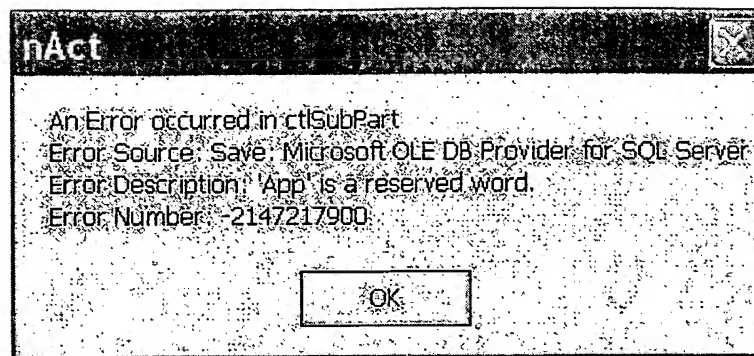 nAct
An Error occurred in ctlSubPart
Error Source: Save. Microsoft OLE DB Provider for SQL Server
Error Description: 'App' is a reserved word.
Error Number: -2147217900
OK